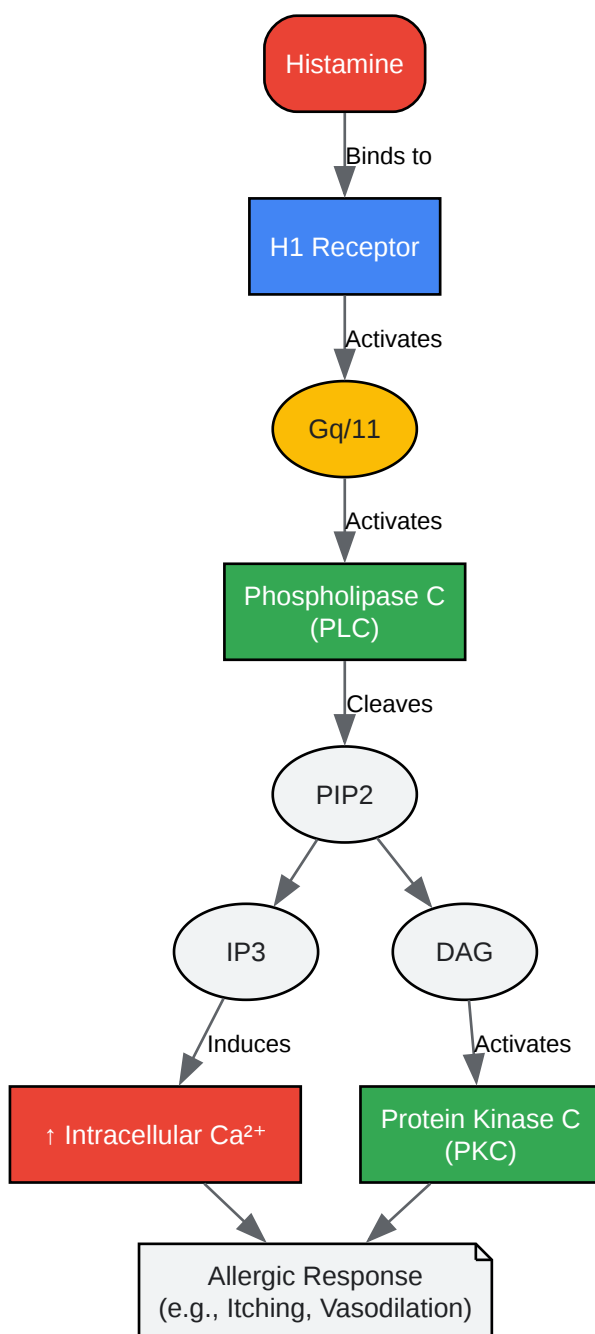 Histamine
Binds to
H1 Receptor
Activates
Gq/11
Activates
Phospholipase C
(PLC)
Cleaves
PIP2
IP3
DAG
Induces
Activates
↑ Intracellular Ca²⁺
Protein Kinase C
(PKC)
Allergic Response
(e.g., Itching, Vasodilation)